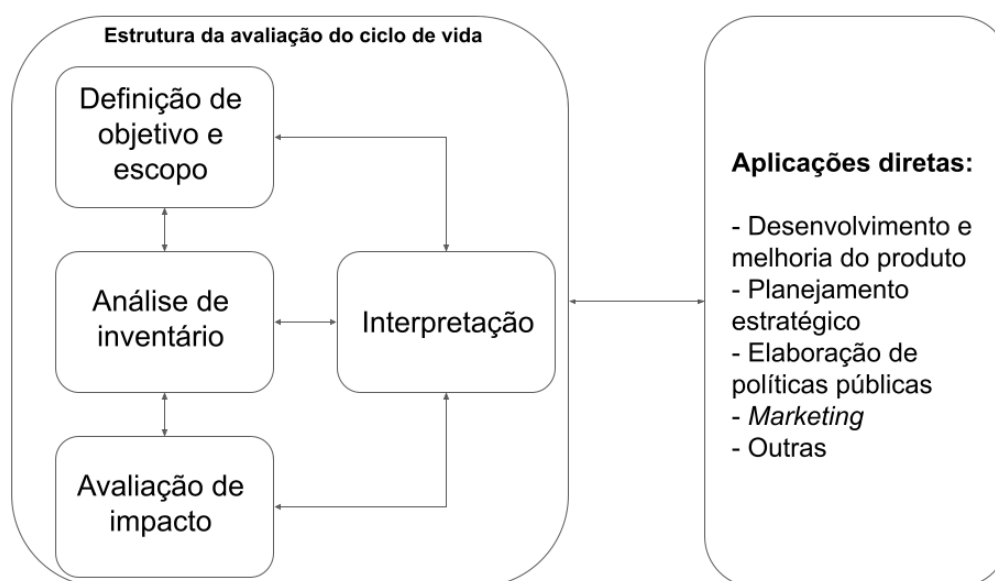 Estrutura da avaliação do ciclo de vida
Definição de
objetivo e
escopo
Análise de
inventário
Interpretação
Avaliação de
impacto
Aplicações diretas:
- Desenvolvimento e
melhoria do produto
- Planejamento
estratégico
- Elaboração de
políticas públicas
- Marketing
- Outras